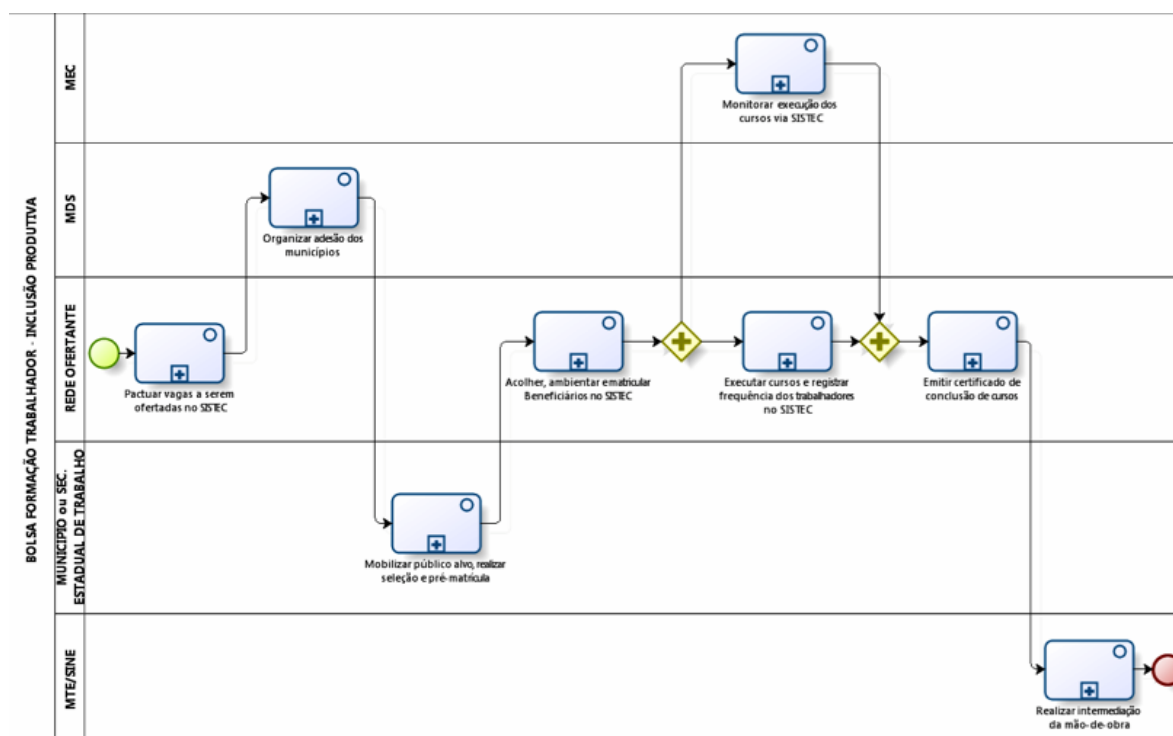 BOLSA FORMAÇÃO TRABALHADOR - INCLUSÃO PRODUTIVA
MEC
Monitorar execução dos
cursos via SISTEC
MDS
Organizar adesão dos
municípios
REDE OFERTANTE
Pactuar vagas a serem
ofertadas no SISTEC
Acolher, ambientar e matricular
Beneficiários no SISTEC
Executar cursos e registrar
frequência dos trabalhadores
no SISTEC
Emitir certificado de
conclusão de cursos
MUNICIPIO ou SEC.
ESTADUAL DE TRABALHO
Mobilizar público alvo, realizar
seleção e pré-matrícula
MTE/SINE
Realizar intermediação
da mão-de-obra